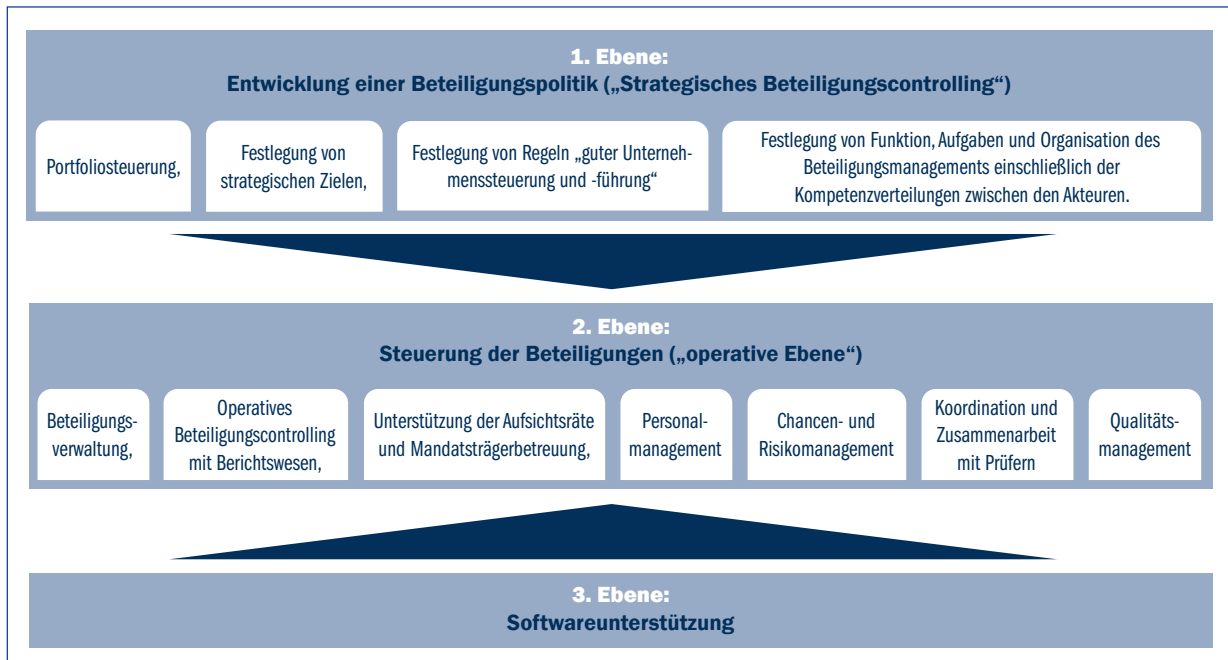 1. Ebene:
Entwicklung einer Beteiligungspolitik („Strategisches Beteiligungscontrolling“)
Portfoliosteuerung,
Festlegung von
strategischen Zielen,
Festlegung von Regeln „guter Unterneh-
menssteuerung und -führung“
Festlegung von Funktion, Aufgaben und Organisation des
Beteiligungsmanagements einschließlich der
Kompetenzverteilungen zwischen den Akteuren.
2. Ebene:
Steuerung der Beteiligungen („operative Ebene“)
Beteiligungs-
verwaltung,
Operatives
Beteiligungscontrolling
mit Berichtswesen,
Unterstützung der Aufsichtsräte
und Mandatsträgerbetreuung,
Personal-
management
Chancen- und
Risikomanagement
Koordination und
Zusammenarbeit
mit Prüfern
Qualitäts-
management
3. Ebene:
Softwareunterstützung